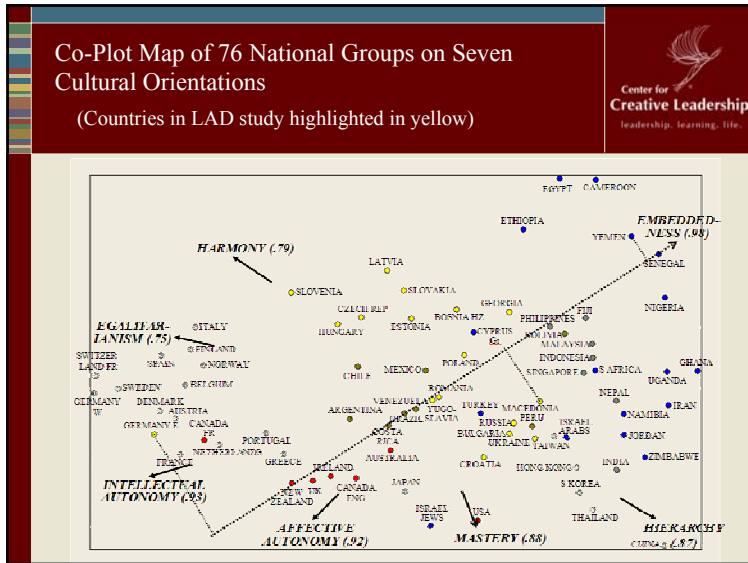 Co-Plot Map of 76 National Groups on Seven
Cultural Orientations
(Countries in LAD study highlighted in yellow)
Center for
Creative Leadership
leadership. learning. life.
EGYPT
CAMEROON
ETHIOPIA
EMBEDDED-
NESS (.98)
YEMEN
SENEGAL
HARMONY (.79)
LATVIA
SLOVENIA
SLOVAKIA
NIGERIA
CZECH REP
GEORGIA
BOSNIA HZ
FIJI
PHILIPPINES
HUNGARY
ESTONIA
CYPRUS
G
BOLIVIA
EGALITAR-
IANISM (.75)
ITALY
MALAYSIA
FINLAND
SPAIN
NORWAY
SWITZER
LAND FR
POLAND
INDONESIA
SINGAPORE
S AFRICA
GHANA
UGANDA
CHILE
MEXICO
SWEDEN
BELGIUM
GERMANY
W
ROMANIA
NEPAL
DENMARK
AUSTRIA
VENEZUELA
YUGO-
SLAVIA
TURKEY
MACEDONIA
IRAN
NAMIBIA
ARGENTINA
BRAZIL
GERMANY E
CANADA
FR
COSTA
RICA
RUSSIA
PERU
ISRAEL
ARABS
BULGARIA
UKRAINE
TAIWAN
JORDAN
PORTUGAL
NETHERLANDS
FRANCE
GREECE
AUSTRALIA
CROATIA
ZIMBABWE
HONG KONG
INDIA
INTELLECTUAL
AUTONOMY (.93)
IRELAND
NEW
ZEALAND
UK
CANADA
ENG
JAPAN
S KOREA
ISRAEL
JEWS
USA
THAILAND
AFFECTIVE
AUTONOMY (.92)
MASTERY (.88)
HIERARCHY
(.87)
CHINA